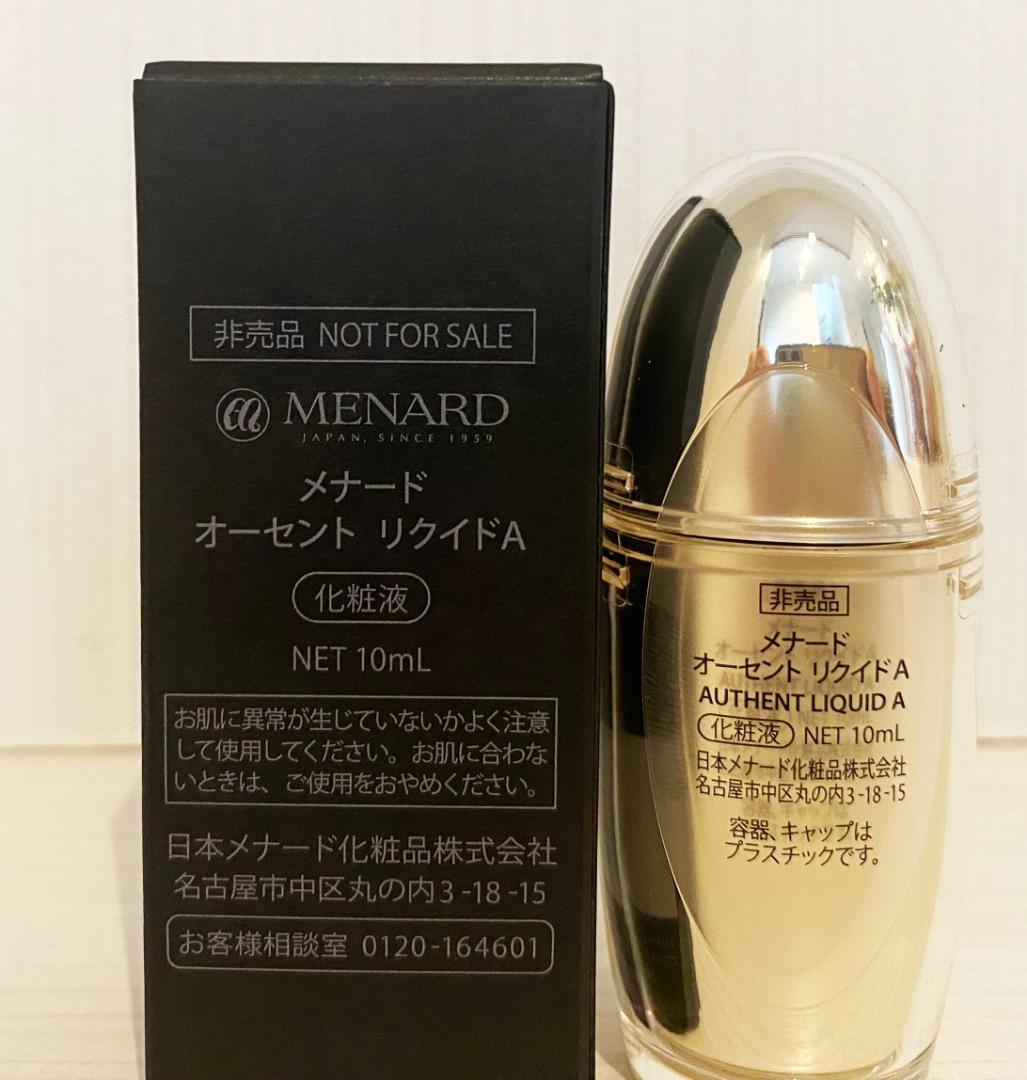 非売品 NOT FOR SALE
MENARD
JAPAN, SINCE 1959
メナード
オーセント リクイドA
化粧液
NET 10mL
お肌に異常が生じていないかよく注意
して使用してください。お肌に合わな
いときは、ご使用をおやめください。
日本メナード化粧品株式会社
名古屋市中区丸の内3-18-15
お客様相談室 0120-164601
非売品
メナード
オーセント リクイドA
AUTHENT LIQUID A
化粧液 NET 10mL
日本メナード化粧品株式会社
名古屋市中区丸の内3-18-15
容器、キャップは
プラスチックです。